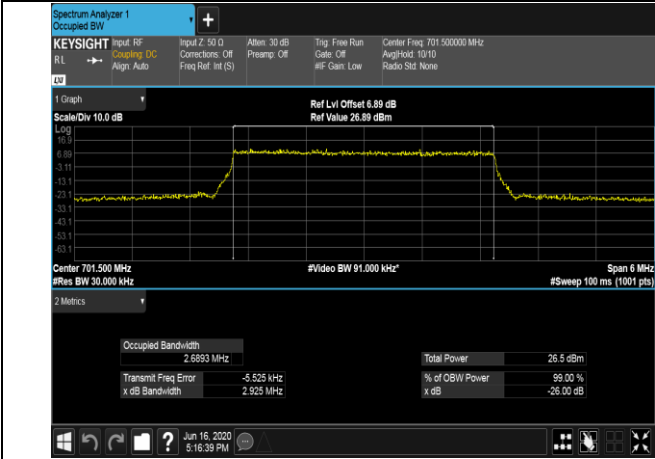 Spectrum Analyzer 1
Occupied BW
+
KEYSIGHT Input: RF Input Z: 50 Ω Atten: 30 dB Trig: Free Run Center Freq: 701.500000 MHz
RL Coupling: DC Corrections: Off Preamp: Off Gate: Off Avg|Hold: 10/10
Align: Auto Freq Ref: Int (S) #IF Gain: Low Radio Std: None
LXI
1 Graph Ref Lvl Offset 6.89 dB
Scale/Div 10.0 dB Ref Value 26.89 dBm
Log
16.9
6.89
-3.11
-13.1
-23.1
-33.1
-43.1
-53.1
-63.1
Center 701.500 MHz #Video BW 91.000 kHz* Span 6 MHz
#Res BW 30.000 kHz #Sweep 100 ms (1001 pts)
2 Metrics
Occupied Bandwidth
2.6893 MHz Total Power 26.5 dBm
Transmit Freq Error -5.525 kHz % of OBW Power 99.00 %
x dB Bandwidth 2.925 MHz x dB -26.00 dB
? Jun 16, 2020
5:16:39 PM